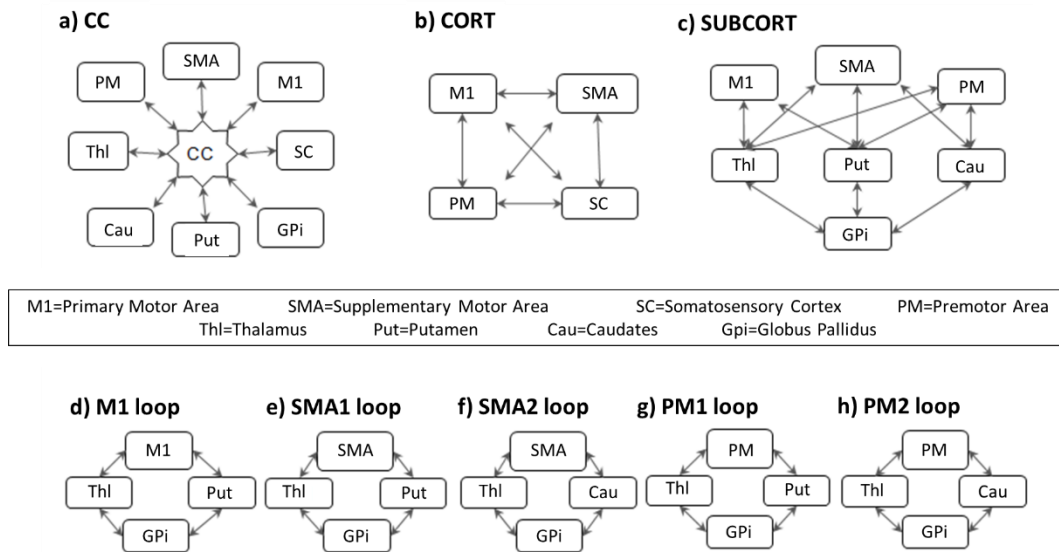 a) CC
b) CORT
c) SUBCORT
SMA
PM
M1
Thl
CC
SC
Cau
Put
GPi
M1
SMA
PM
SC
M1
SMA
PM
Thl
Put
Cau
GPi
M1=Primary Motor Area SMA=Supplementary Motor Area SC=Somatosensory Cortex PM=Premotor Area
Thl=Thalamus Put=Putamen Cau=Caudates Gpi=Globus Pallidus
d) M1 loop
e) SMA1 loop
f) SMA2 loop
g) PM1 loop
h) PM2 loop
M1
Thl
Put
GPi
SMA
Thl
Put
GPi
SMA
Thl
Cau
GPi
PM
Thl
Put
GPi
PM
Thl
Cau
GPi